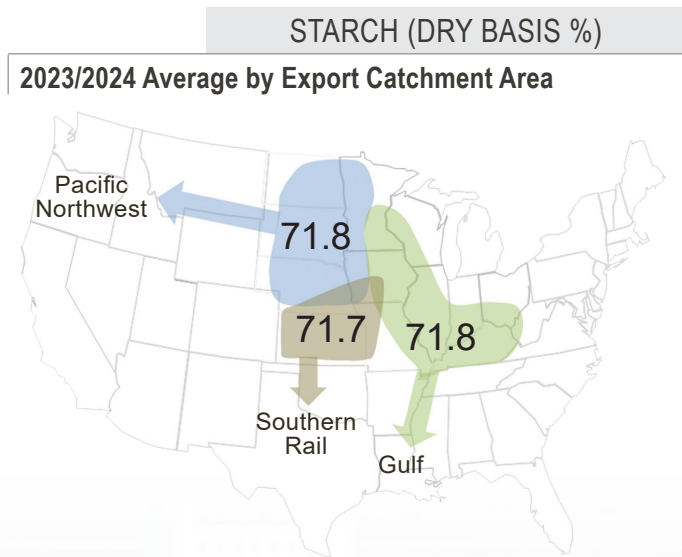 STARCH (DRY BASIS %)
2023/2024 Average by Export Catchment Area
Pacific
Northwest
71.8
71.7
71.8
Southern
Rail
Gulf